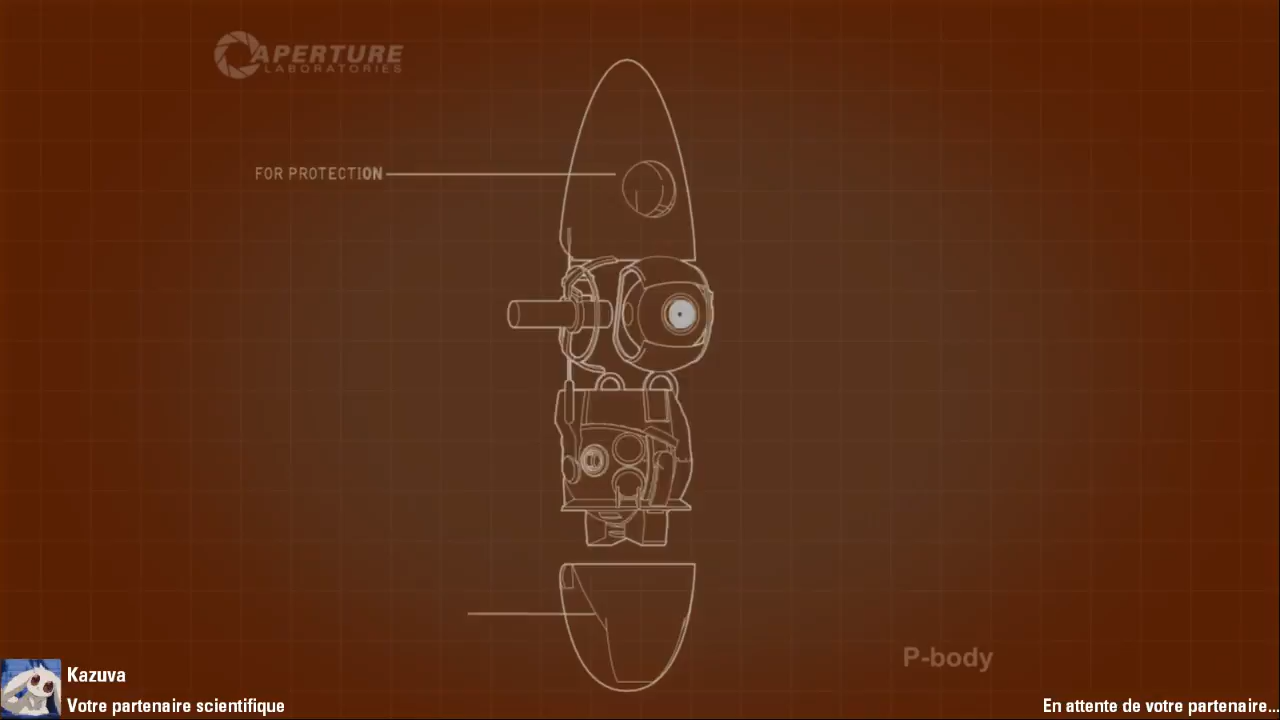 APERTURE
LABORATORIES
FOR PROTECTION
P-body
Kazuva
Votre partenaire scientifique
En attente de votre partenaire...